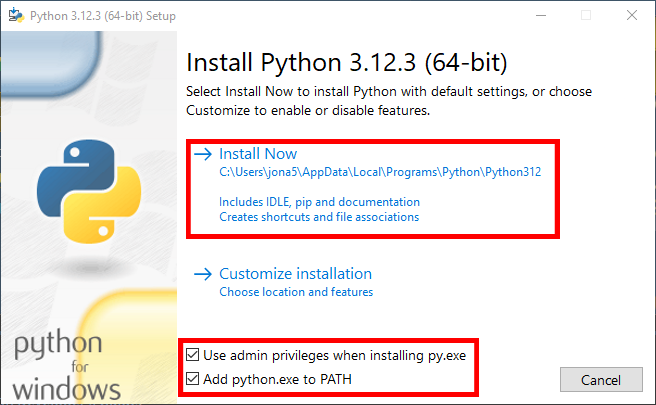 Python 3.12.3 (64-bit) Setup
Install Python 3.12.3 (64-bit)
Select Install Now to install Python with default settings, or choose
Customize to enable or disable features.
Install Now
C:\Users\jona5\AppData\Local\Programs\Python\Python312
Includes IDLE, pip and documentation
Creates shortcuts and file associations
Customize installation
Choose location and features
Use admin privileges when installing py.exe
Add python.exe to PATH
python
for
windows
Cancel